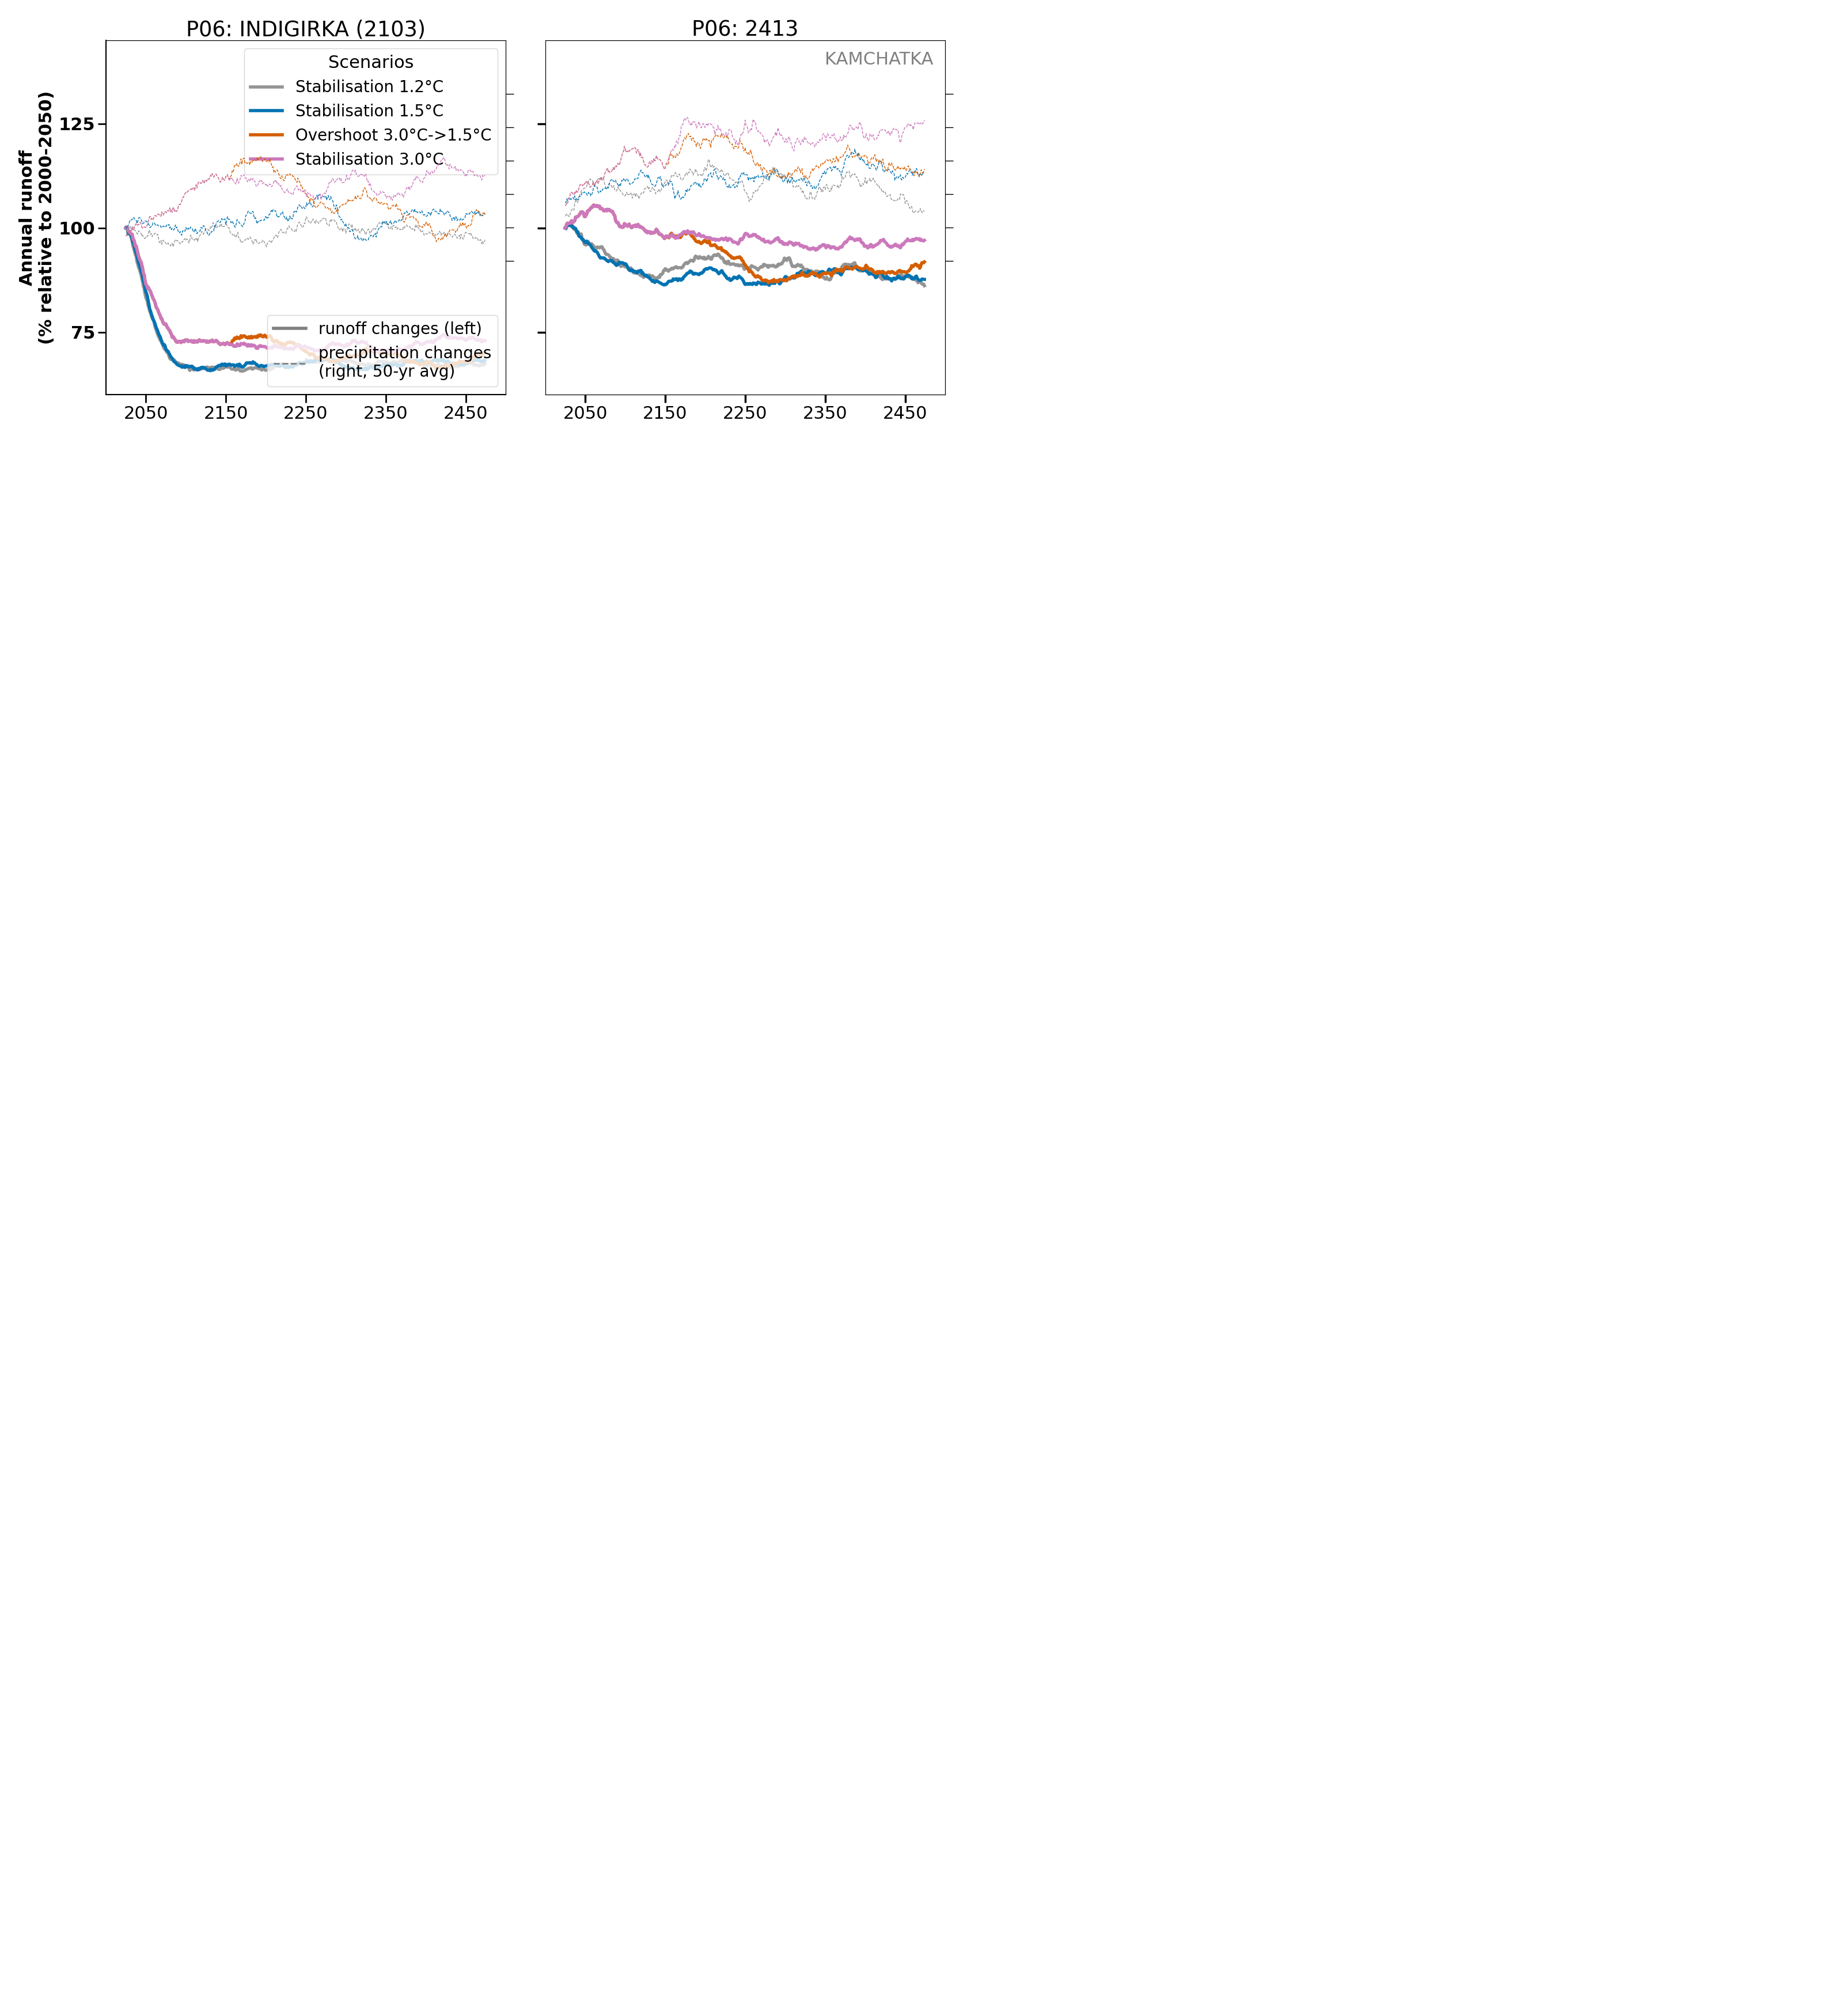 P06: INDIGIRKA (2103)
P06: 2413
Annual runoff
(% relative to 2000-2050)
125
100
75
Scenarios
Stabilisation 1.2°C
Stabilisation 1.5°C
Overshoot 3.0°C->1.5°C
Stabilisation 3.0°C
runoff changes (left)
precipitation changes
(right, 50-yr avg)
2050 2150 2250 2350 2450
KAMCHATKA
2050 2150 2250 2350 2450